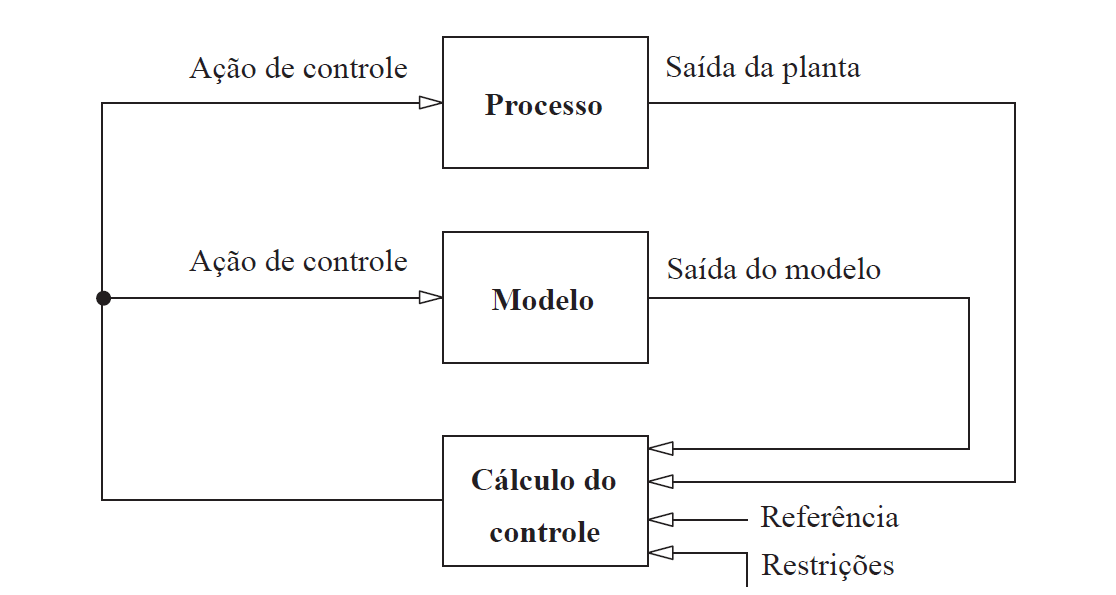 Ação de controle
Processo
Saída da planta
Ação de controle
Modelo
Saída do modelo
Cálculo do
controle
Referência
Restrições